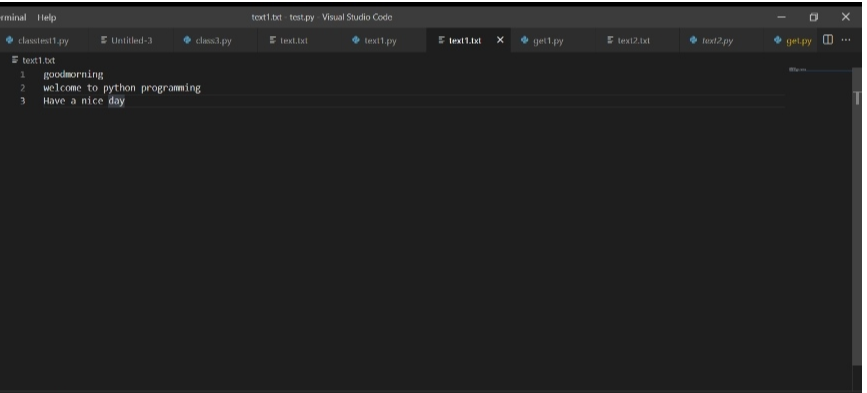 rminal Help text1.txt - test.py - Visual Studio Code
classtest1.py Untitled-3 class3.py text.txt text1.py text1.txt get1.py text2.txt text2.py get.py
text1.txt
1 goodmorning
2 welcome to python programming
3 Have a nice day